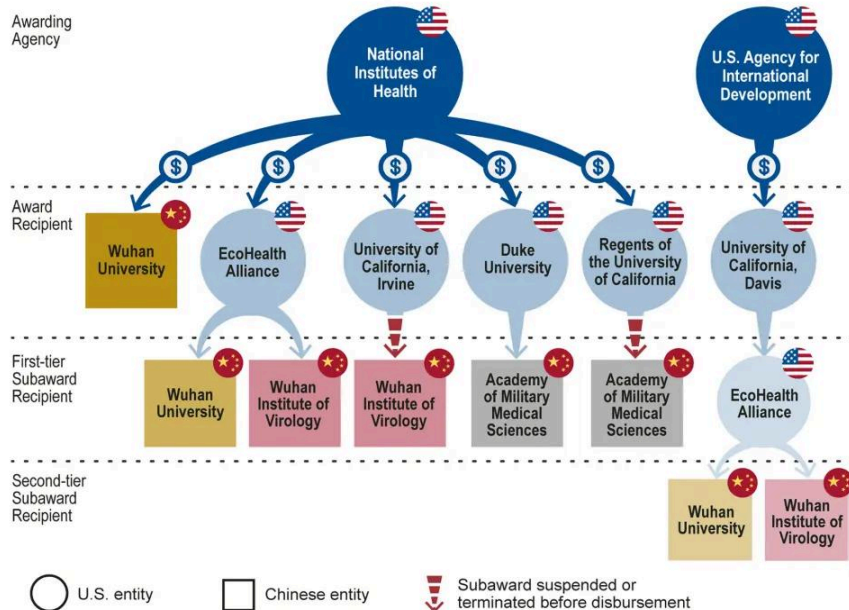 Awarding
Agency
National
Institutes of
Health
U.S. Agency for
International
Development
$
$
$
$
$
$
Award
Recipient
Wuhan
University
EcoHealth
Alliance
University of
California,
Irvine
Duke
University
Regents of
the University
of California
University of
California,
Davis
First-tier
Subaward
Recipient
Wuhan
University
Wuhan
Institute of
Virology
Wuhan
Institute of
Virology
Academy
of Military
Medical
Sciences
Academy
of Military
Medical
Sciences
EcoHealth
Alliance
Second-tier
Subaward
Recipient
Wuhan
University
Wuhan
Institute of
Virology
U.S. entity
Chinese entity
Subaward suspended or
terminated before disbursement